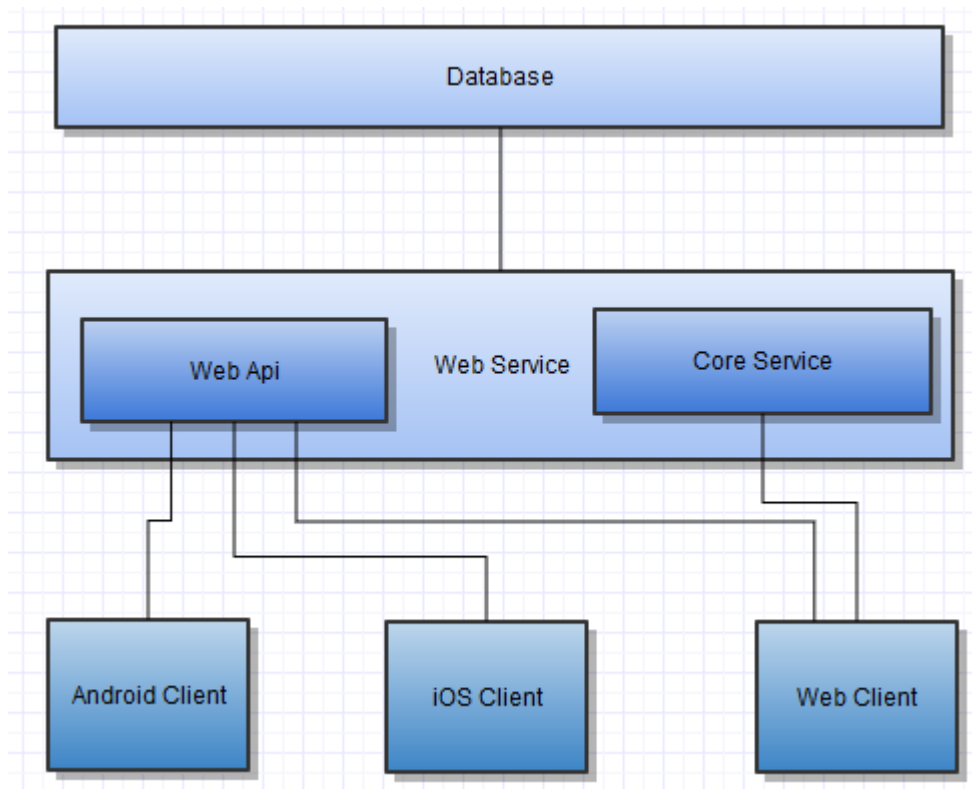 Database
Web Api
Web Service
Core Service
Android Client
iOS Client
Web Client